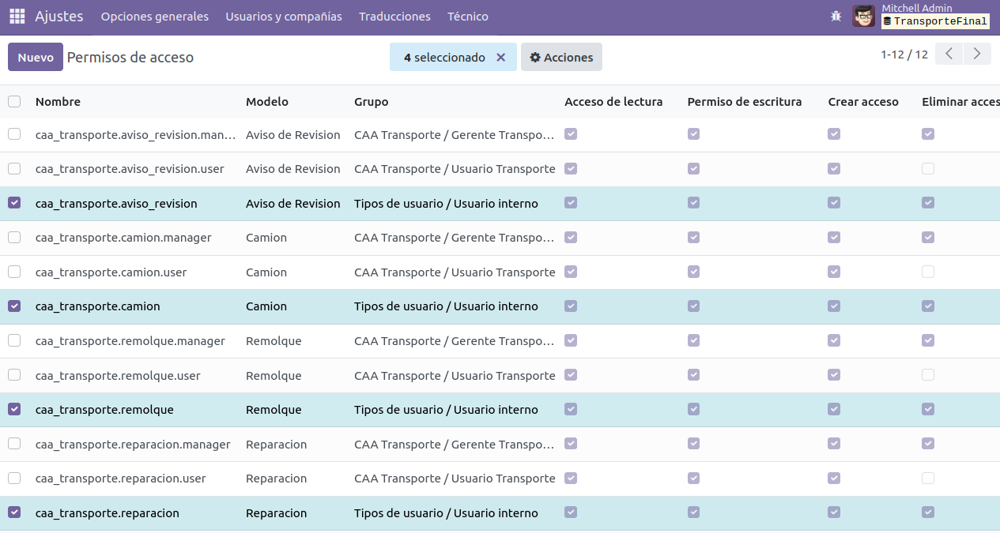 Ajustes Opciones generales Usuarios y compañías Traducciones Técnico Mitchell Admin
TransporteFinal
Nuevo Permisos de acceso 4 seleccionado Acciones 1-12 / 12
Nombre Modelo Grupo Acceso de lectura Permiso de escritura Crear acceso Eliminar acces
caa_transporte.aviso_revision.man... Aviso de Revision CAA Transporte / Gerente Transpo...
caa_transporte.aviso_revision.user Aviso de Revision CAA Transporte / Usuario Transporte
caa_transporte.aviso_revision Aviso de Revision Tipos de usuario / Usuario interno
caa_transporte.camion.manager Camion CAA Transporte / Gerente Transpo...
caa_transporte.camion.user Camion CAA Transporte / Usuario Transporte
caa_transporte.camion Camion Tipos de usuario / Usuario interno
caa_transporte.remolque.manager Remolque CAA Transporte / Gerente Transpo...
caa_transporte.remolque.user Remolque CAA Transporte / Usuario Transporte
caa_transporte.remolque Remolque Tipos de usuario / Usuario interno
caa_transporte.reparacion.manager Reparacion CAA Transporte / Gerente Transpo...
caa_transporte.reparacion.user Reparacion CAA Transporte / Usuario Transporte
caa_transporte.reparacion Reparacion Tipos de usuario / Usuario interno